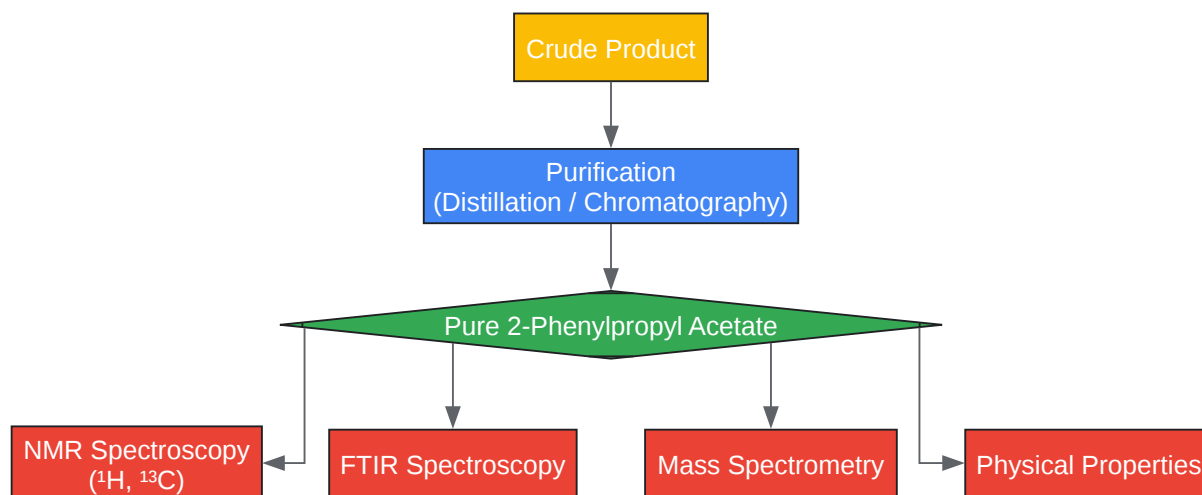 Crude Product
Purification
(Distillation / Chromatography)
Pure 2-Phenylpropyl Acetate
NMR Spectroscopy
(¹H, ¹³C)
FTIR Spectroscopy
Mass Spectrometry
Physical Properties